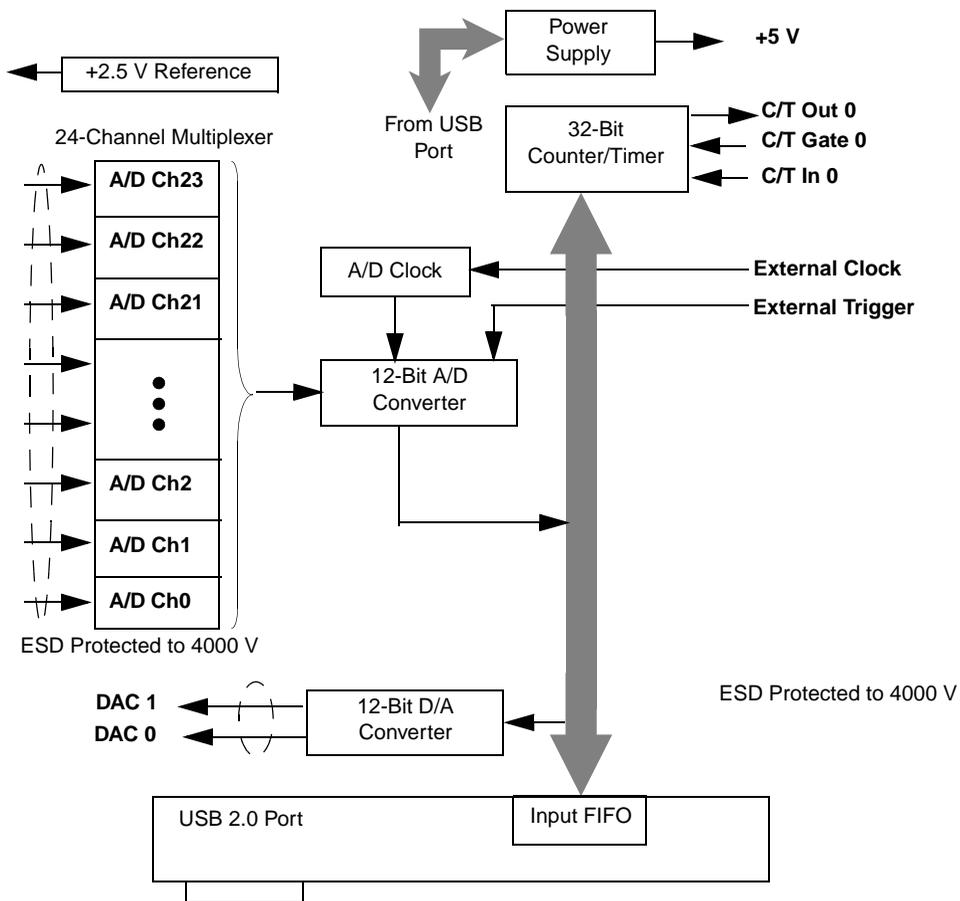 Power
Supply
+5 V
+2.5 V Reference
From USB
Port
32-Bit
Counter/Timer
C/T Out 0
C/T Gate 0
C/T In 0
24-Channel Multiplexer
A/D Ch23
A/D Ch22
A/D Ch21
A/D Ch2
A/D Ch1
A/D Ch0
ESD Protected to 4000 V
A/D Clock
External Clock
External Trigger
12-Bit A/D
Converter
DAC 1
DAC 0
12-Bit D/A
Converter
ESD Protected to 4000 V
USB 2.0 Port
Input FIFO